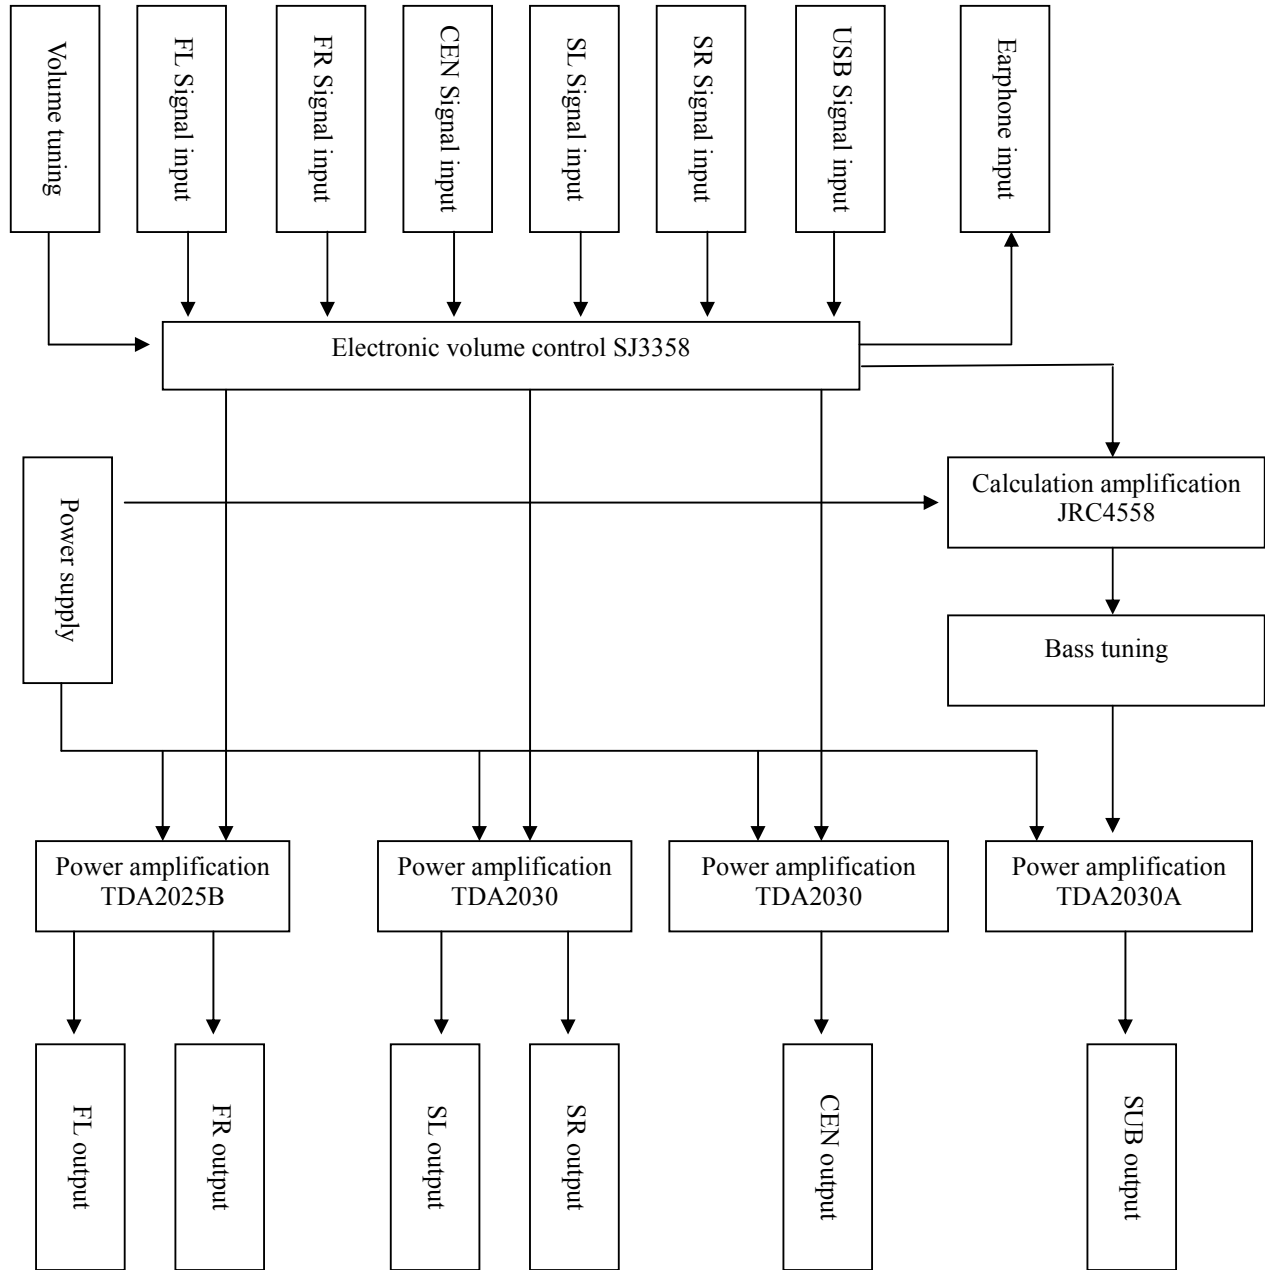 Volume tuning
FL Signal input
FR Signal input
CEN Signal input
SL Signal input
SR Signal input
USB Signal input
Earphone input
Electronic volume control SJ3358
Power supply
Calculation amplification
JRC4558
Bass tuning
Power amplification
TDA2025B
Power amplification
TDA2030
Power amplification
TDA2030
Power amplification
TDA2030A
FL output
FR output
SL output
SR output
CEN output
SUB output